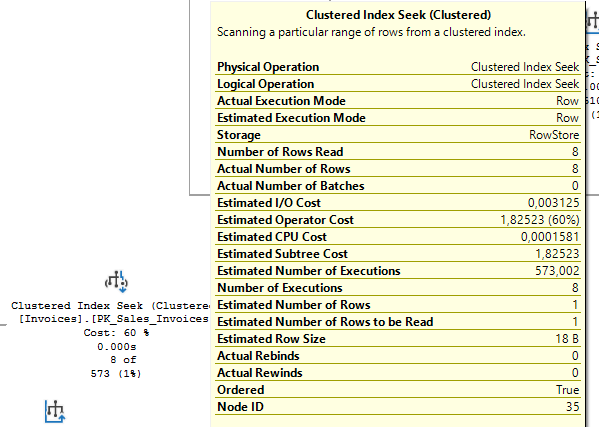 Clustered Index Seek (Clustered)
Scanning a particular range of rows from a clustered index.
Physical Operation Clustered Index Seek
Logical Operation Clustered Index Seek
Actual Execution Mode Row
Estimated Execution Mode Row
Storage RowStore
Number of Rows Read 8
Actual Number of Rows 8
Actual Number of Batches 0
Estimated I/O Cost 0,003125
Estimated Operator Cost 1,82523 (60%)
Estimated CPU Cost 0,0001581
Estimated Subtree Cost 1,82523
Estimated Number of Executions 573,002
Number of Executions 8
Estimated Number of Rows 1
Estimated Number of Rows to be Read 1
Estimated Row Size 18 B
Actual Rebinds 0
Actual Rewinds 0
Ordered True
Node ID 35
Clustered Index Seek (Clustere
[Invoices].[PK_Sales_Invoices
Cost: 60 %
0.000s
8 of
573 (1%)